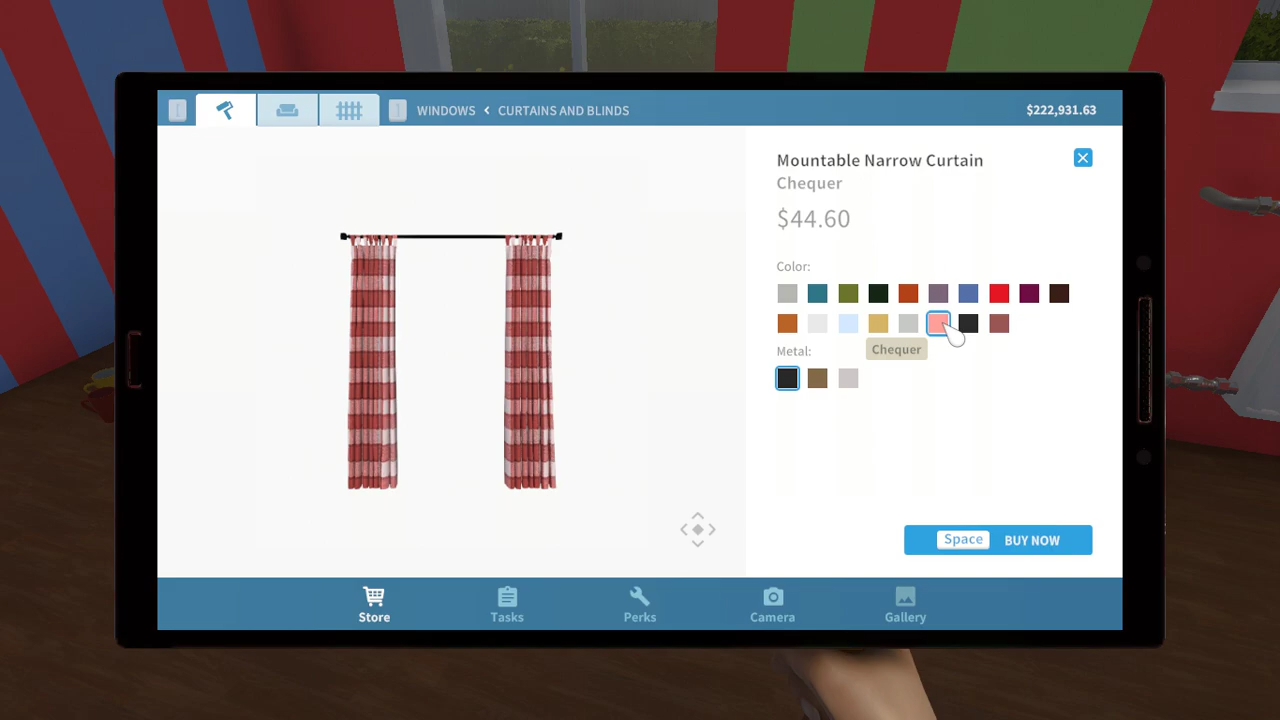 WINDOWS < CURTAINS AND BLINDS
$222,931.63
Mountable Narrow Curtain
Chequer
$44.60
Color:
Chequer
Metal:
Space BUY NOW
Store Tasks Perks Camera Gallery